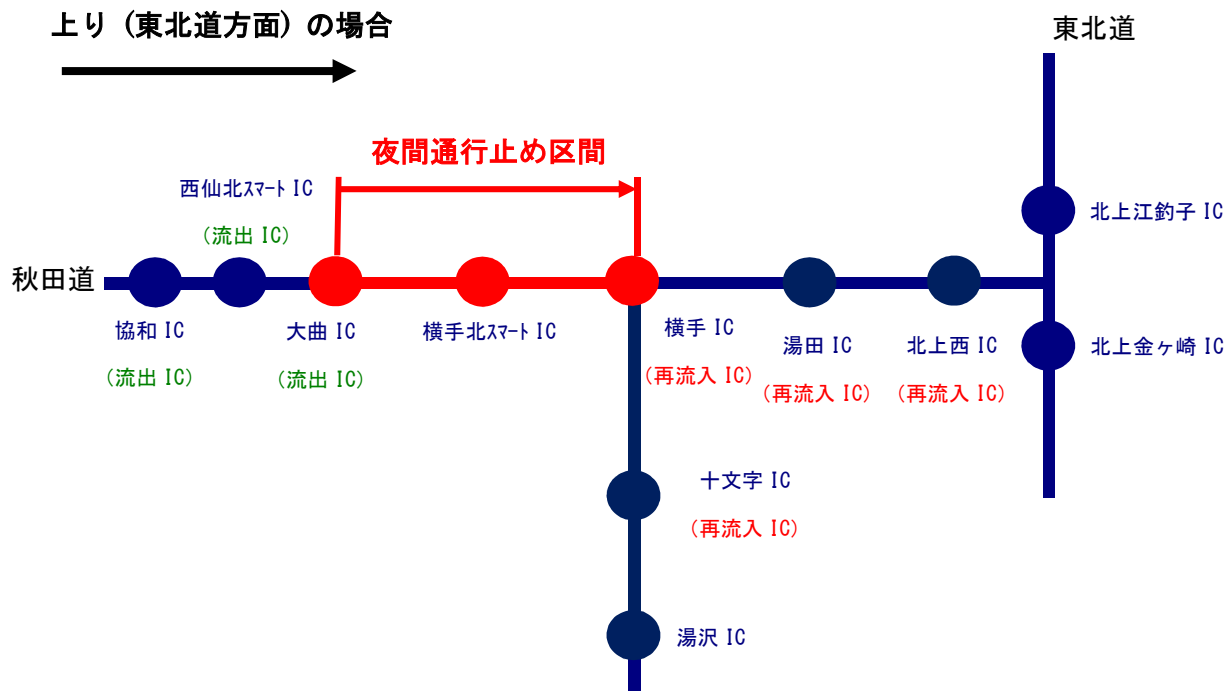 上り (東北道方面) の場合
東北道
夜間通行止め区間
西仙北スマート IC
(流出 IC)
北上江釣子 IC
秋田道
協和 IC
(流出 IC)
大曲 IC
(流出 IC)
横手北スマート IC
横手 IC
(再流入 IC)
湯田 IC
(再流入 IC)
北上西 IC
(再流入 IC)
北上金ヶ崎 IC
十文字 IC
(再流入 IC)
湯沢 IC